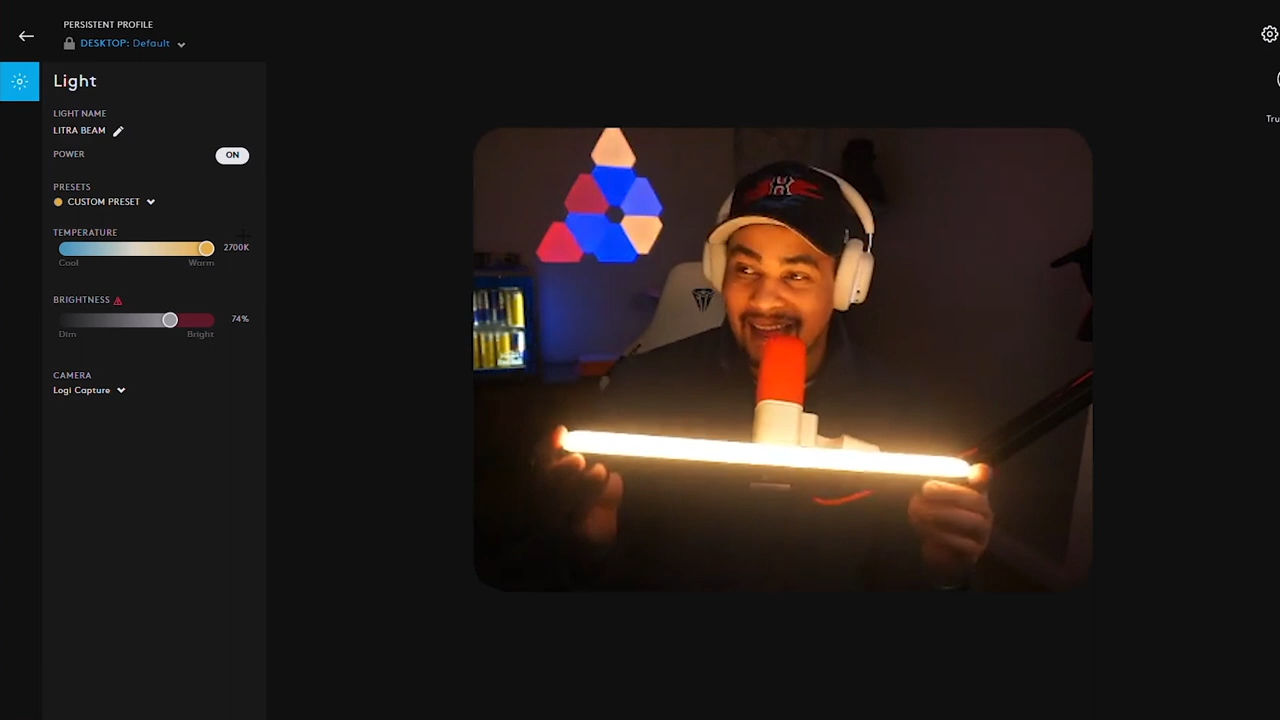 PERSISTENT PROFILE
DESKTOP: Default
Light
LIGHT NAME
LITRA BEAM
POWER
ON
PRESETS
CUSTOM PRESET
TEMPERATURE
2700K
Cool
Warm
BRIGHTNESS
74%
Dim
Bright
CAMERA
Logi Capture
Tru